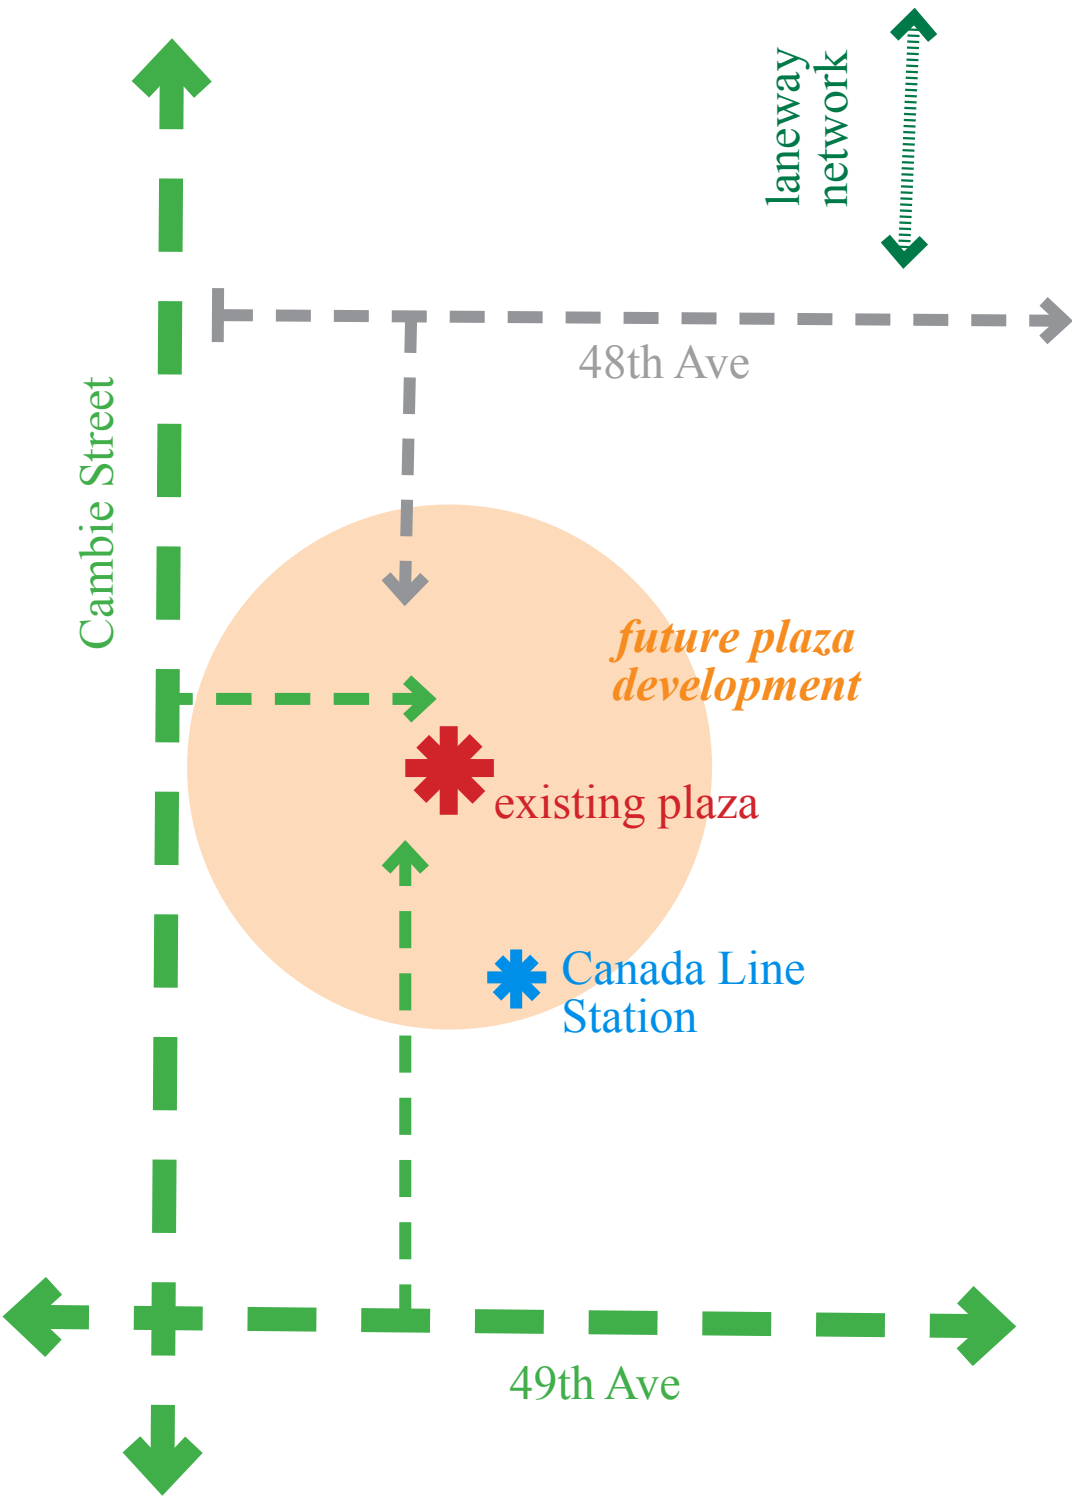 laneway
network
48th Ave
Cambie Street
future plaza
development
existing plaza
Canada Line
Station
49th Ave